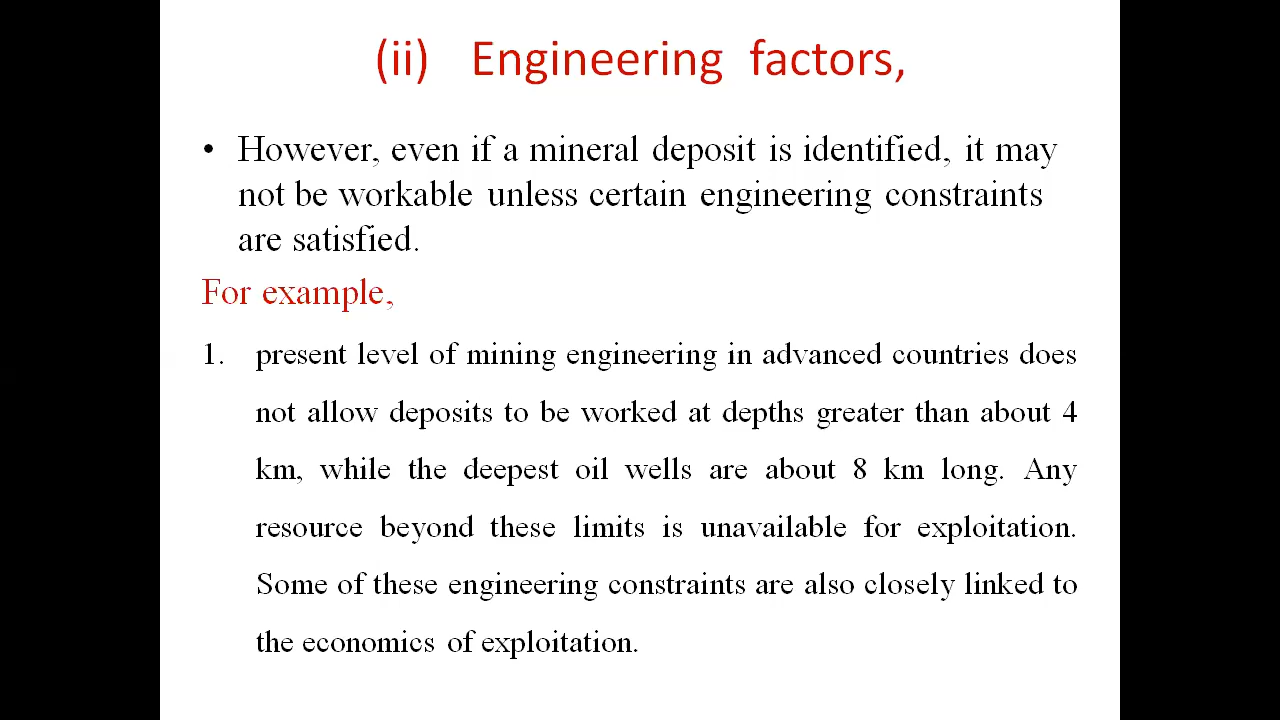 (ii) Engineering factors,
• However, even if a mineral deposit is identified, it may
not be workable unless certain engineering constraints
are satisfied.
For example,
1. present level of mining engineering in advanced countries does
not allow deposits to be worked at depths greater than about 4
km, while the deepest oil wells are about 8 km long. Any
resource beyond these limits is unavailable for exploitation.
Some of these engineering constraints are also closely linked to
the economics of exploitation.